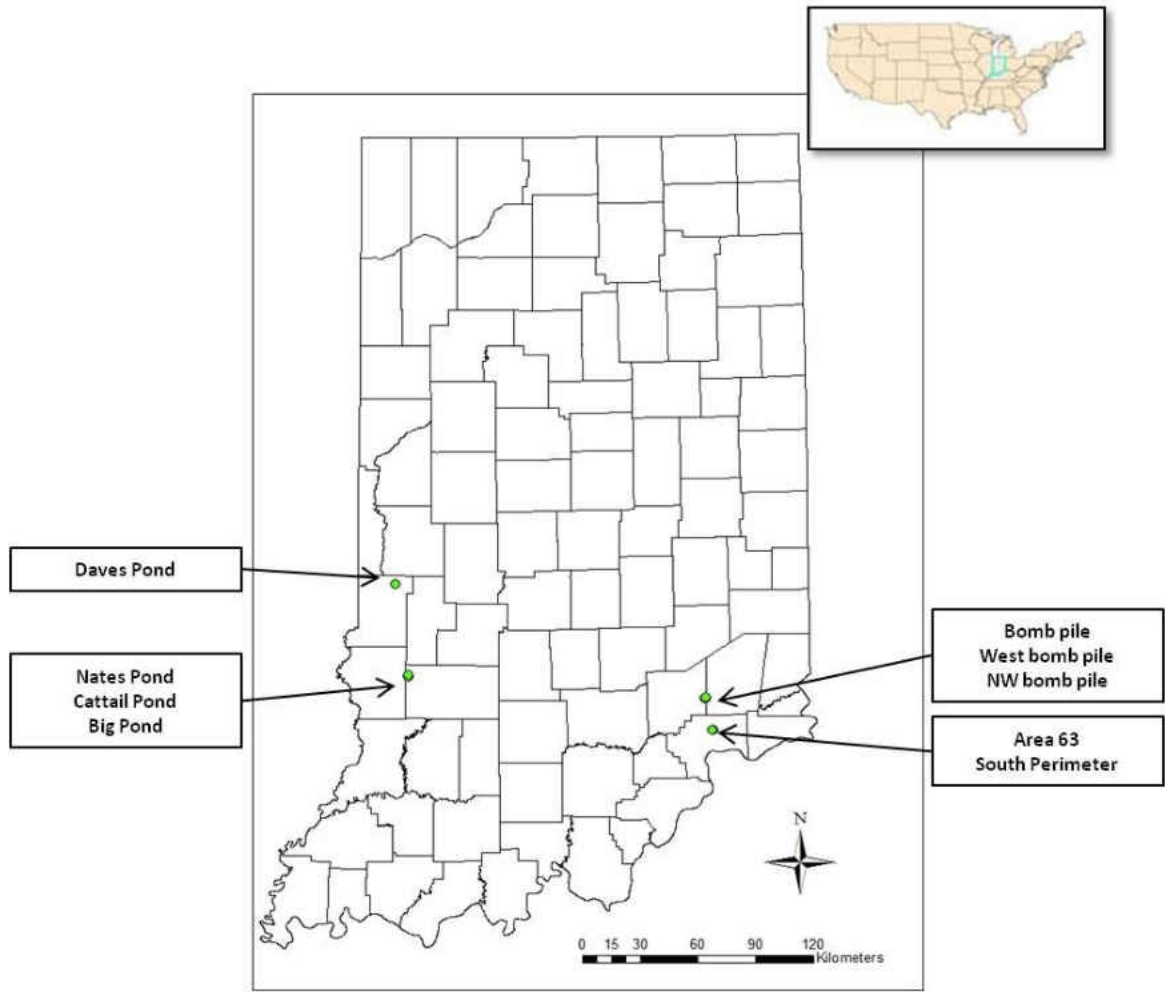 Daves Pond
Nates Pond
Cattail Pond
Big Pond
Bomb pile
West bomb pile
NW bomb pile
Area 63
South Perimeter
N
0 15 30 60 90 120
Kilometers